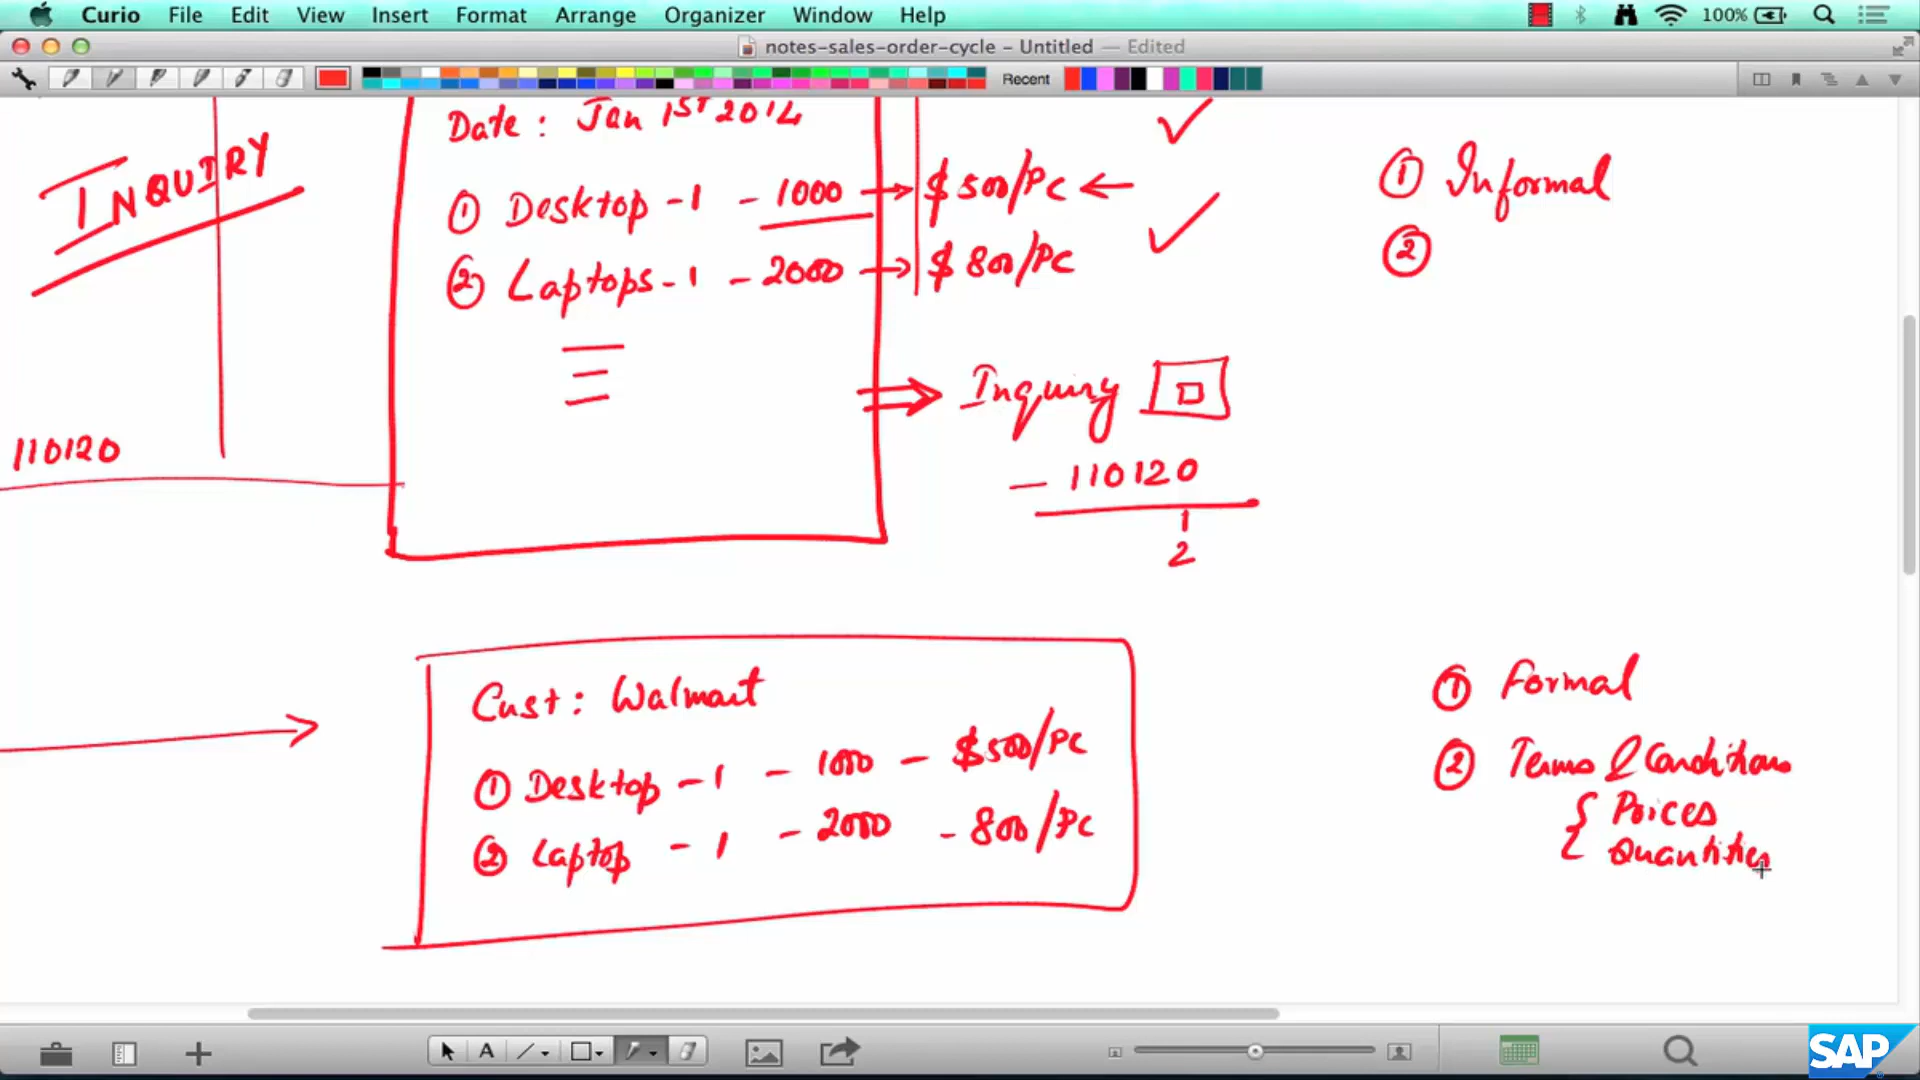 Curio File Edit View Insert Format Arrange Organizer Window Help 100%
notes-sales-order-cycle – Untitled — Edited
Recent
INQUIRY
110120
Date : Jan 1ST 2014
① Desktop -1 - 1000 → $500/PC ←
② Laptops -1 - 2000 → $800/PC
⇒ Inquiry
- 110120
1
2
① Informal
②
Cust : Walmart
① Desktop -1 - 1000 - $500/PC
② Laptop - 1 - 2000 - 800/PC
① Formal
② Terms & Conditions
Prices
Quantities
A
SAP